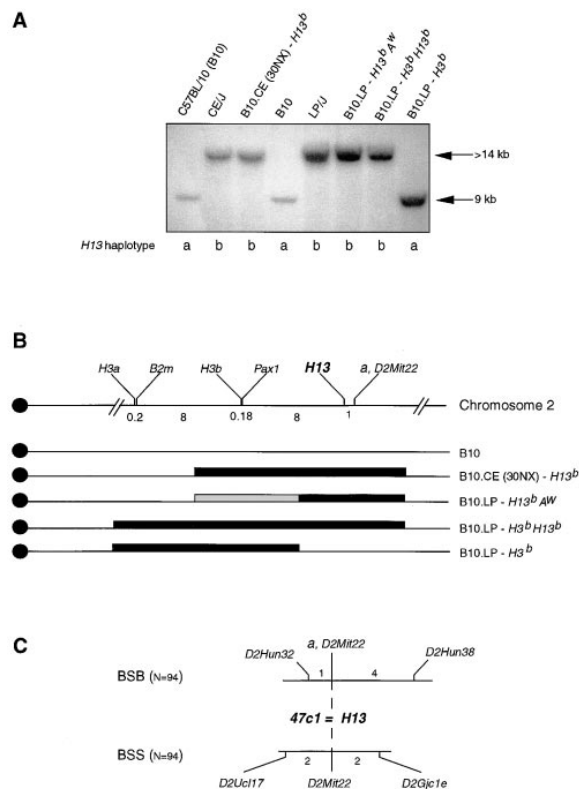 A
C57BL/10 (B10)
CE/J
B10.CE (30NX) - H13b
B10
LP/J
B10.LP - H13b Aw
B10.LP - H3b H13b
B10.LP - H3b
>14 kb
9 kb
H13 haplotype a b b a b b b a
B
H3a B2m H3b Pax1 H13 a, D2Mit22
Chromosome 2
0.2 8 0.18 8 1
B10
B10.CE (30NX) - H13b
B10.LP - H13b Aw
B10.LP - H3b H13b
B10.LP - H3b
C
a, D2Mit22
D2Hun32 D2Hun38
BSB (N=94) 1 4
47c1 = H13
BSS (N=94) 2 2
D2Ucl17 D2Mit22 D2Gjc1e